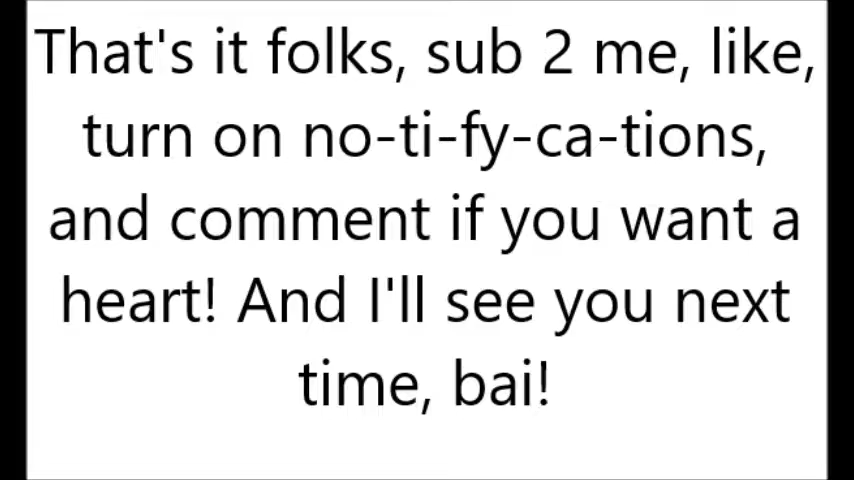 That's it folks, sub 2 me, like,
turn on no-ti-fy-ca-tions,
and comment if you want a
heart! And I'll see you next
time, bai!